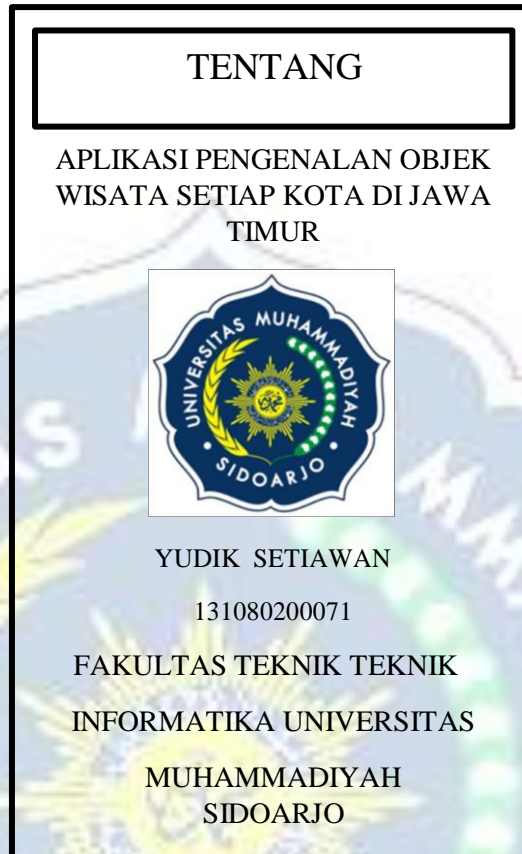 TENTANG
APLIKASI PENGENALAN OBJEK
WISATA SETIAP KOTA DI JAWA
TIMUR
UNIVERSITAS MUHAMMADIYAH
SIDOARJO
YUDIK SETIAWAN
131080200071
FAKULTAS TEKNIK TEKNIK
INFORMATIKA UNIVERSITAS
MUHAMMADIYAH
SIDOARJO